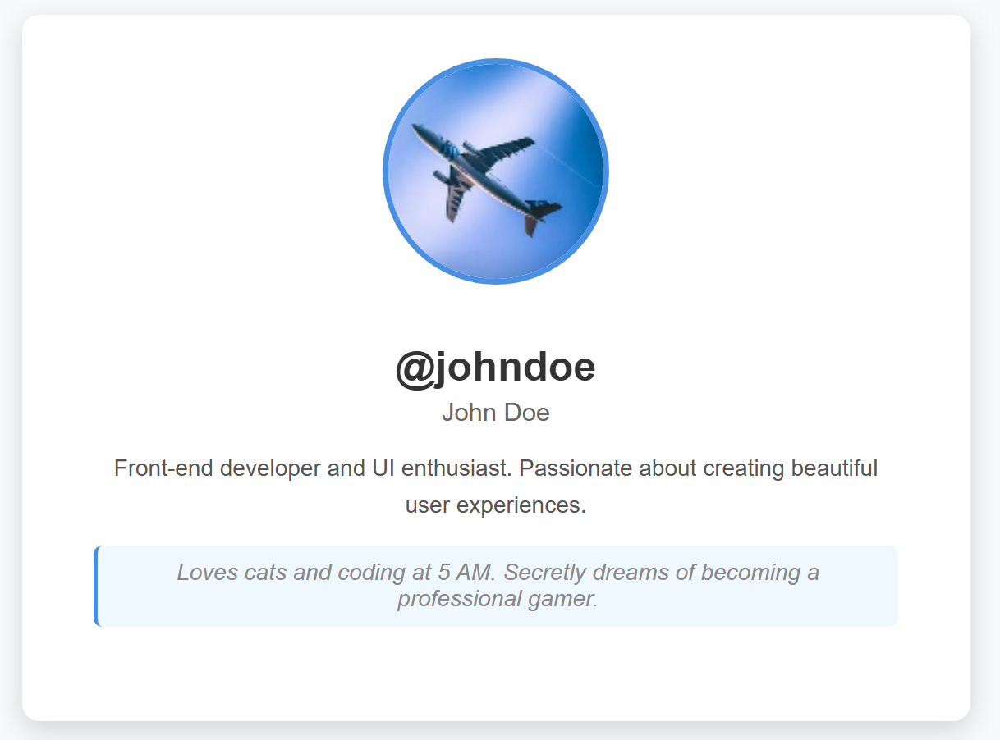 @johndoe
John Doe
Front-end developer and UI enthusiast. Passionate about creating beautiful
user experiences.
Loves cats and coding at 5 AM. Secretly dreams of becoming a
professional gamer.